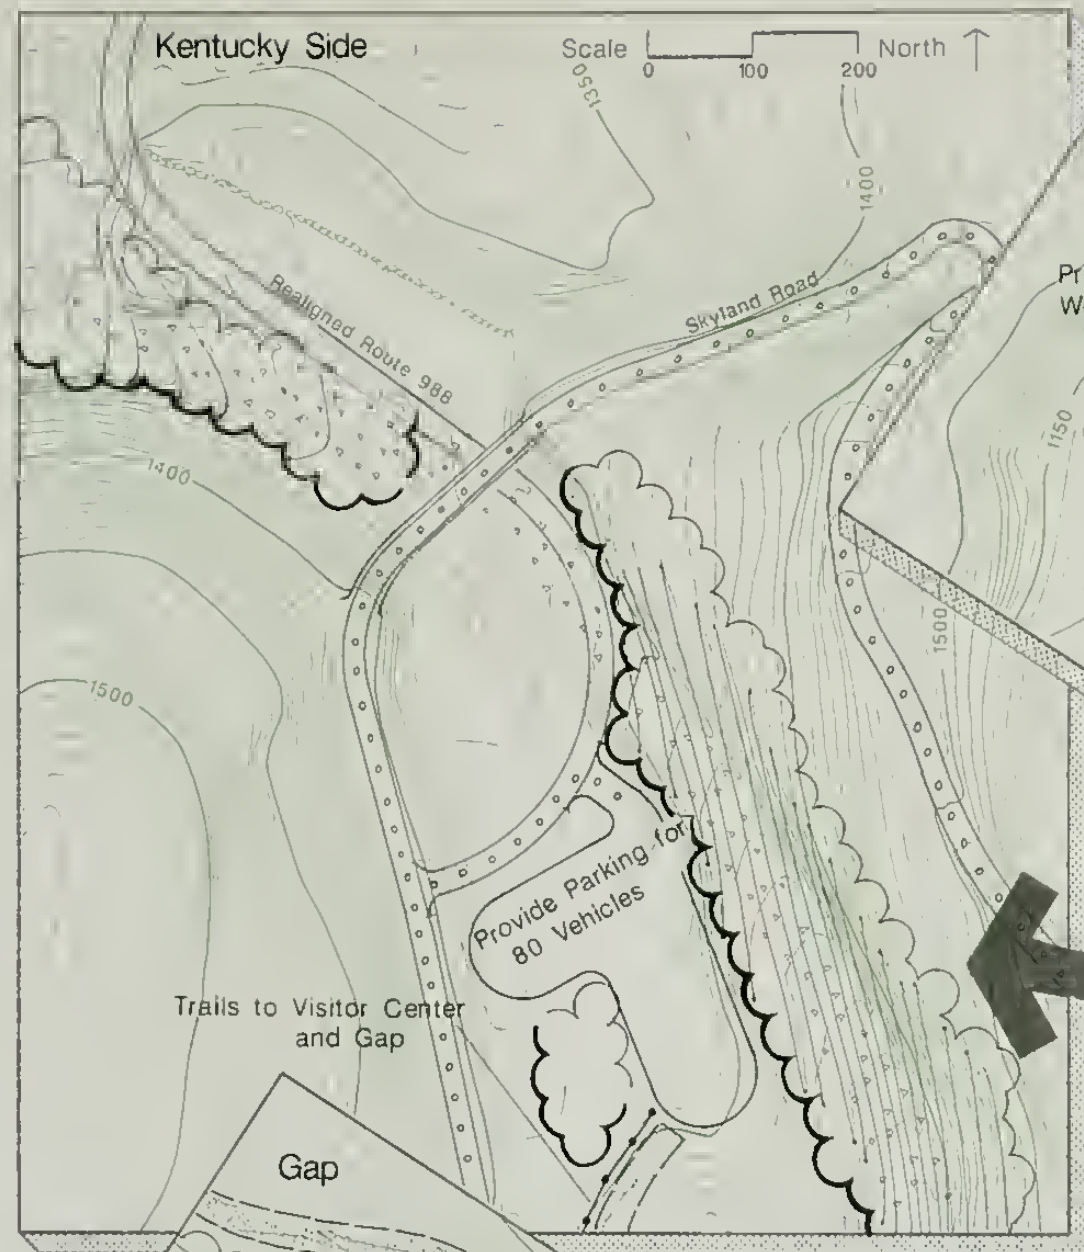 Kentucky Side
Scale 0 100 200 North
1350
1400
Skyland Road
Realigned Route 988
Pr
W
1150
1400
1500
1500
Provide Parking for
80 Vehicles
Trails to Visitor Center
and Gap
Gap